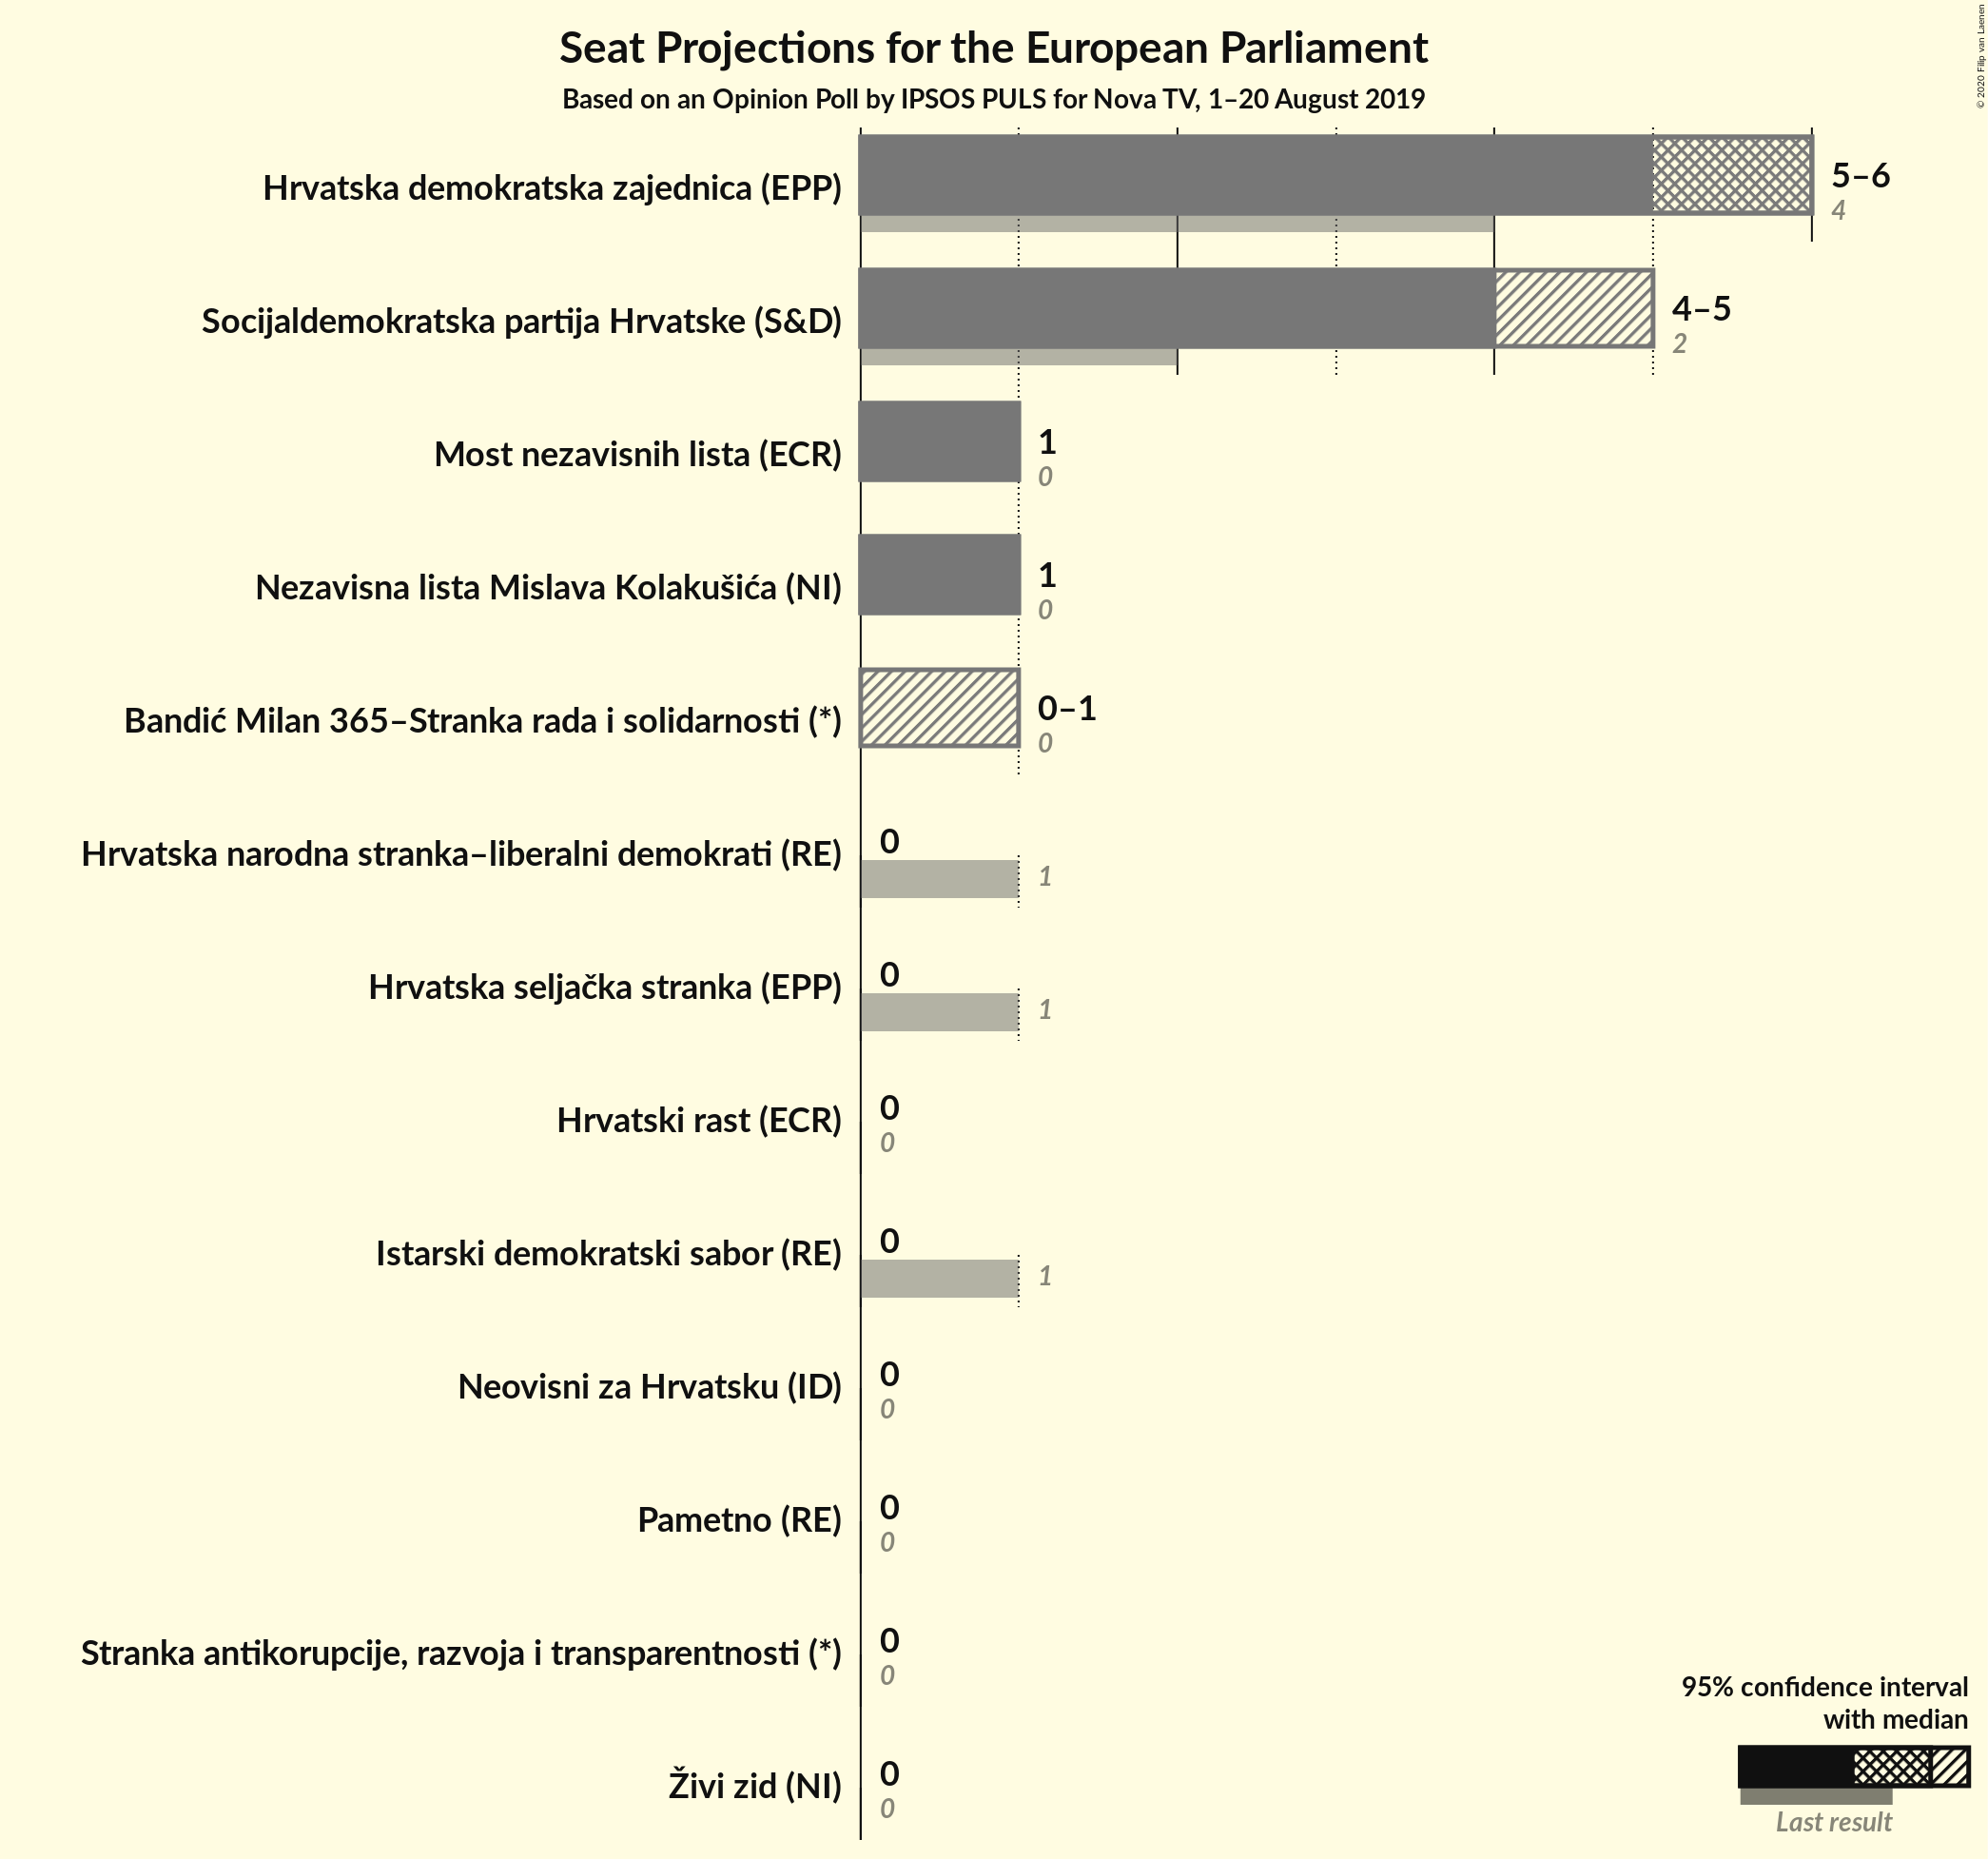 Seat Projections for the European Parliament
Based on an Opinion Poll by IPSOS PULS for Nova TV, 1–20 August 2019
© 2020 Filip van Laenen
Hrvatska demokratska zajednica (EPP)
5–6
4
Socijaldemokratska partija Hrvatske (S&D)
4–5
2
Most nezavisnih lista (ECR)
1
0
Nezavisna lista Mislava Kolakušića (NI)
1
0
Bandić Milan 365–Stranka rada i solidarnosti (*)
0–1
0
Hrvatska narodna stranka–liberalni demokrati (RE)
0
1
Hrvatska seljačka stranka (EPP)
0
1
Hrvatski rast (ECR)
0
0
Istarski demokratski sabor (RE)
0
1
Neovisni za Hrvatsku (ID)
0
0
Pametno (RE)
0
0
Stranka antikorupcije, razvoja i transparentnosti (*)
0
0
Živi zid (NI)
0
0
95% confidence interval
with median
Last result